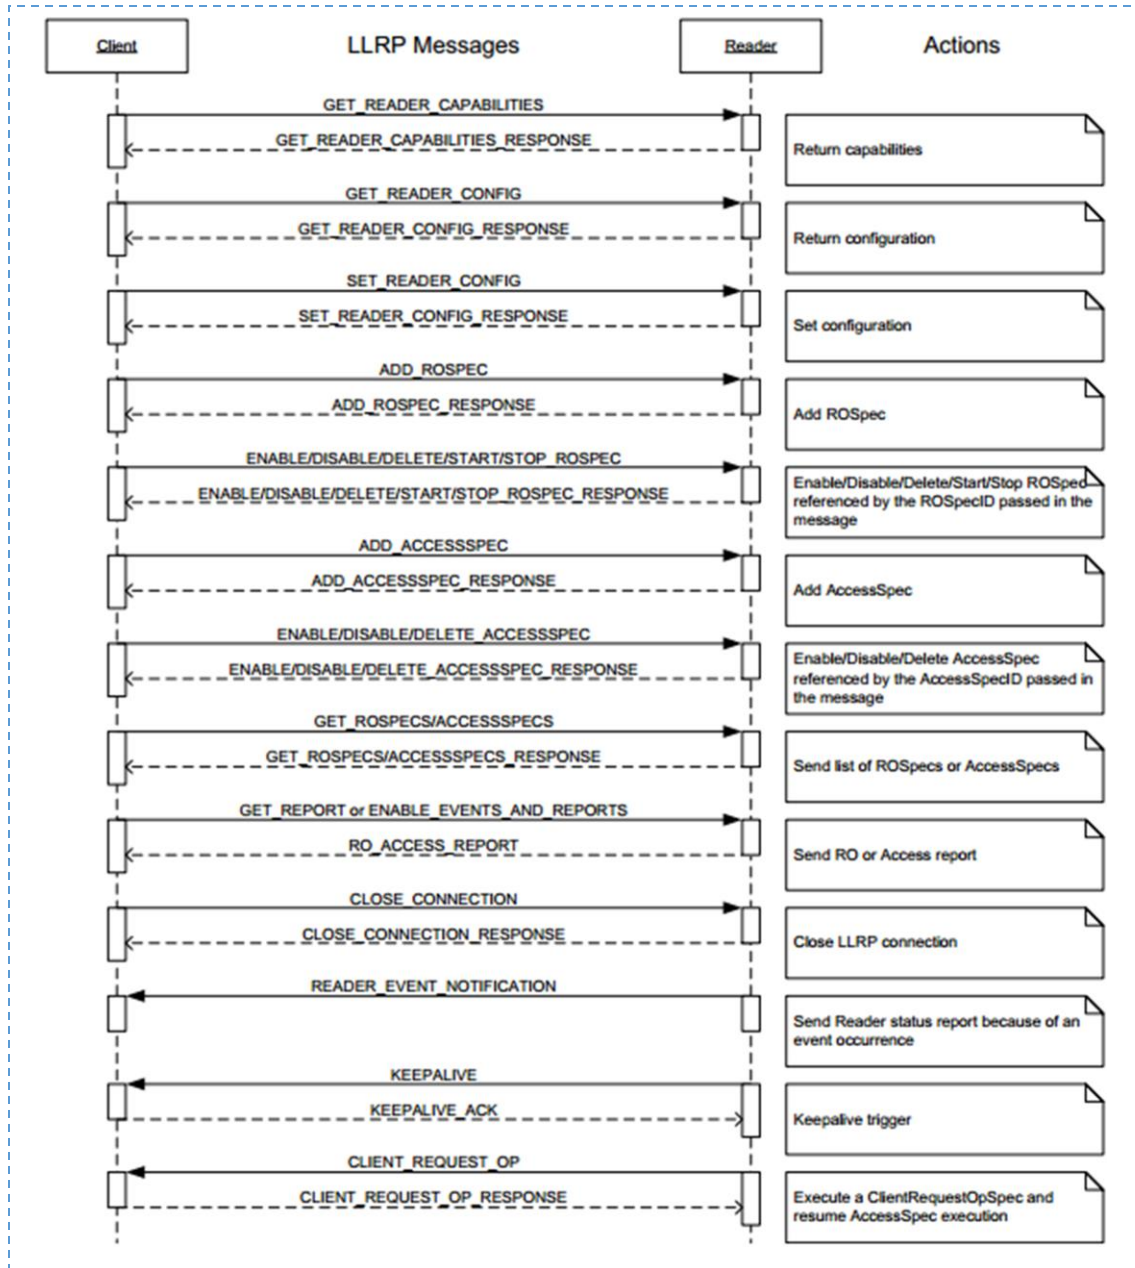 Client
LLRP Messages
Reader
Actions
GET_READER_CAPABILITIES
GET_READER_CAPABILITIES_RESPONSE
Return capabilities
GET_READER_CONFIG
GET_READER_CONFIG_RESPONSE
Return configuration
SET_READER_CONFIG
SET_READER_CONFIG_RESPONSE
Set configuration
ADD_ROSPEC
ADD_ROSPEC_RESPONSE
Add ROSpec
ENABLE/DISABLE/DELETE/START/STOP_ROSPEC
ENABLE/DISABLE/DELETE/START/STOP_ROSPEC_RESPONSE
Enable/Disable/Delete/Start/Stop ROSpec
referenced by the ROSpecID passed in the
message
ADD_ACCESSSPEC
ADD_ACCESSSPEC_RESPONSE
Add AccessSpec
ENABLE/DISABLE/DELETE_ACCESSSPEC
ENABLE/DISABLE/DELETE_ACCESSSPEC_RESPONSE
Enable/Disable/Delete AccessSpec
referenced by the AccessSpecID passed in
the message
GET_ROSPECS/ACCESSSPECS
GET_ROSPECS/ACCESSSPECS_RESPONSE
Send list of ROSpecs or AccessSpecs
GET_REPORT or ENABLE_EVENTS_AND_REPORTS
RO_ACCESS_REPORT
Send RO or Access report
CLOSE_CONNECTION
CLOSE_CONNECTION_RESPONSE
Close LLRP connection
READER_EVENT_NOTIFICATION
Send Reader status report because of an
event occurrence
KEEPALIVE
KEEPALIVE_ACK
Keepalive trigger
CLIENT_REQUEST_OP
CLIENT_REQUEST_OP_RESPONSE
Execute a ClientRequestOpSpec and
resume AccessSpec execution